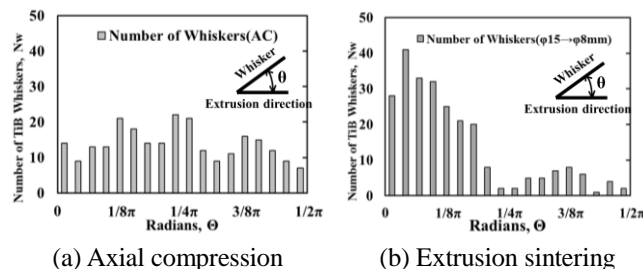 50
40
30
20
10
0
Number of TiB Whiskers, Nw
Number of Whiskers(AC)
Whisker
θ
Extrusion direction
0 1/8π 1/4π 3/8π 1/2π
Radians, Θ
(a) Axial compression
50
40
30
20
10
0
Number of TiB Whiskers, Nw
Number of Whiskers(φ15→φ8mm)
Whisker
θ
Extrusion direction
0 1/8π 1/4π 3/8π 1/2π
Radians, Θ
(b) Extrusion sintering